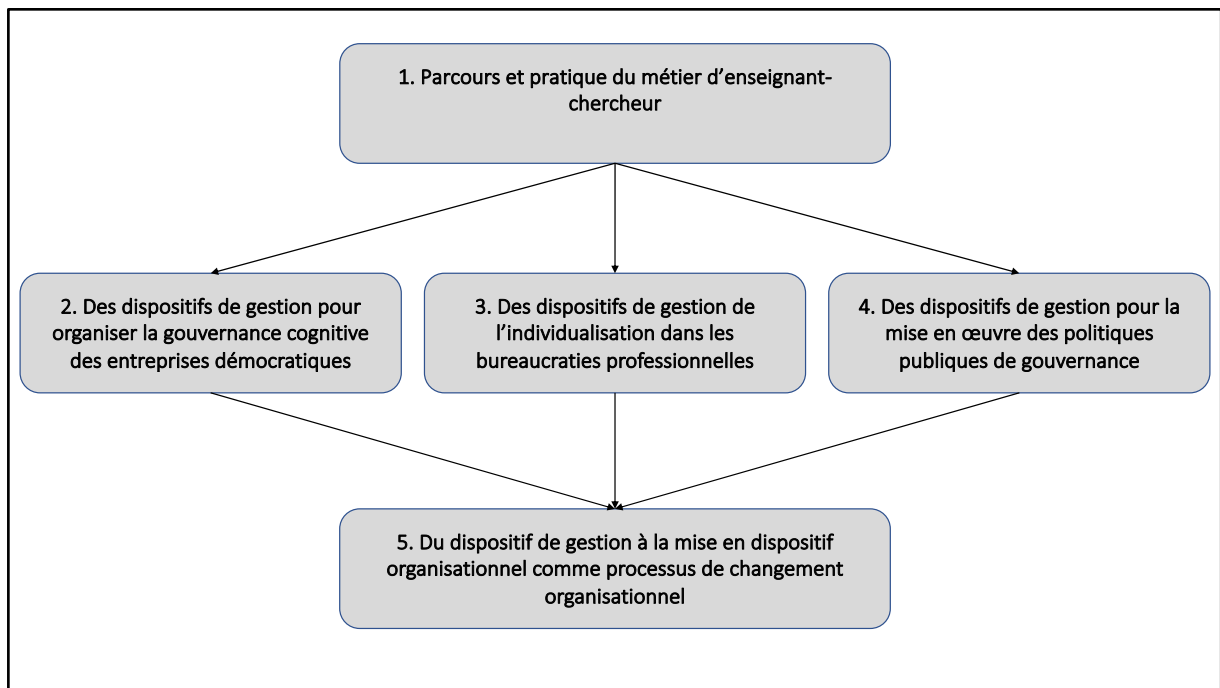 1. Parcours et pratique du métier d’enseignant-
chercheur
2. Des dispositifs de gestion pour
organiser la gouvernance cognitive
des entreprises démocratiques
3. Des dispositifs de gestion de
l’individualisation dans les
bureaucraties professionnelles
4. Des dispositifs de gestion pour la
mise en œuvre des politiques
publiques de gouvernance
5. Du dispositif de gestion à la mise en dispositif
organisationnel comme processus de changement
organisationnel